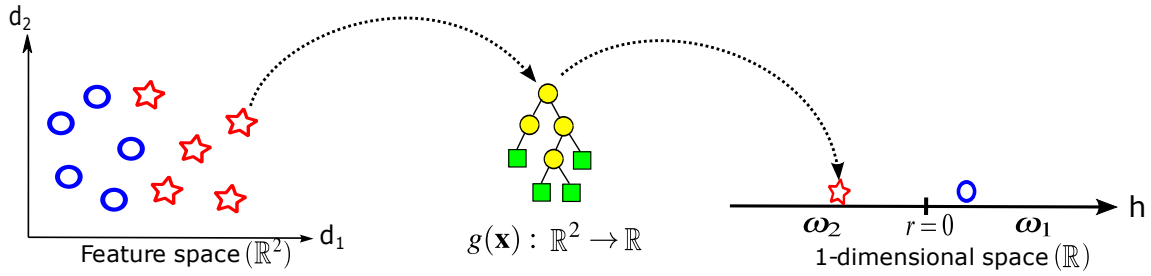 d₂
d₁
Feature space (ℝ²)
g(x) : ℝ² → ℝ
h
ω₂
r = 0
ω₁
1-dimensional space (ℝ)